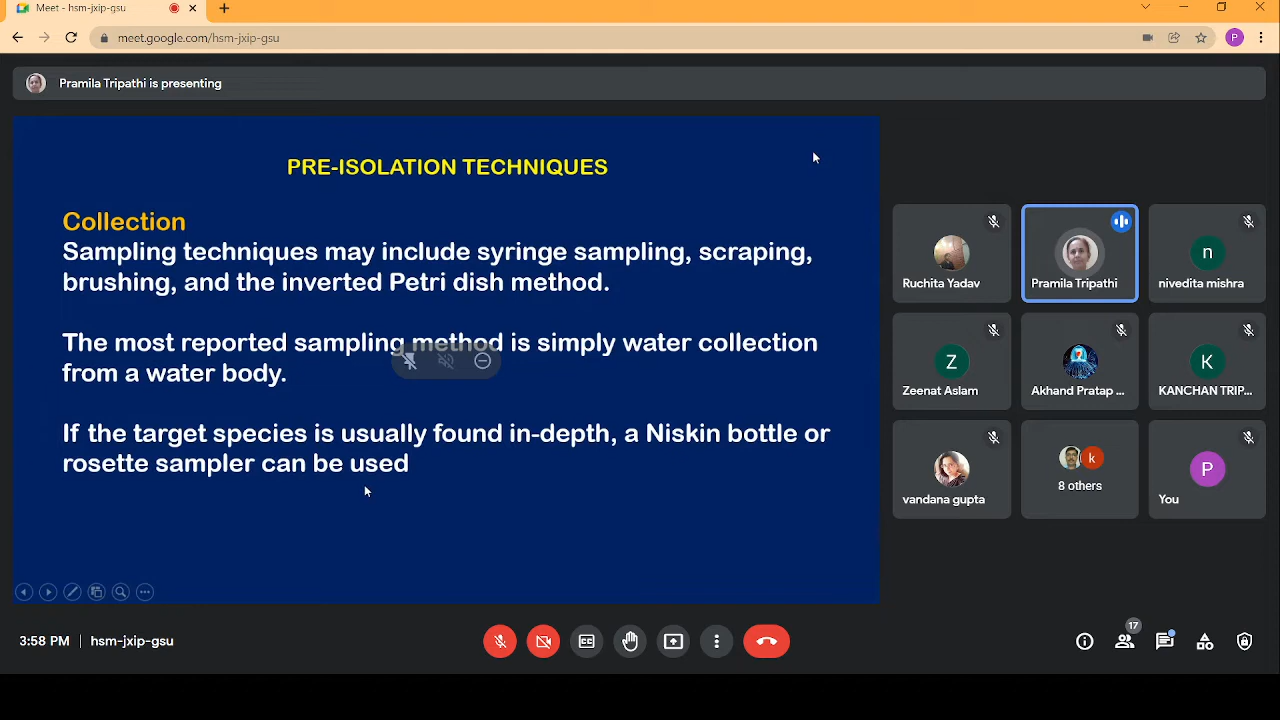 Meet - hsm-jxip-gsu
meet.google.com/hsm-jxip-gsu
P
Pramila Tripathi is presenting
PRE-ISOLATION TECHNIQUES
Collection
Sampling techniques may include syringe sampling, scraping,
brushing, and the inverted Petri dish method.
The most reported sampling method is simply water collection
from a water body.
If the target species is usually found in-depth, a Niskin bottle or
rosette sampler can be used
Ruchita Yadav
Pramila Tripathi
n
nivedita mishra
Z
Zeenat Aslam
Akhand Pratap ...
K
KANCHAN TRIP...
vandana gupta
k
8 others
P
You
3:58 PM
hsm-jxip-gsu
CC
17